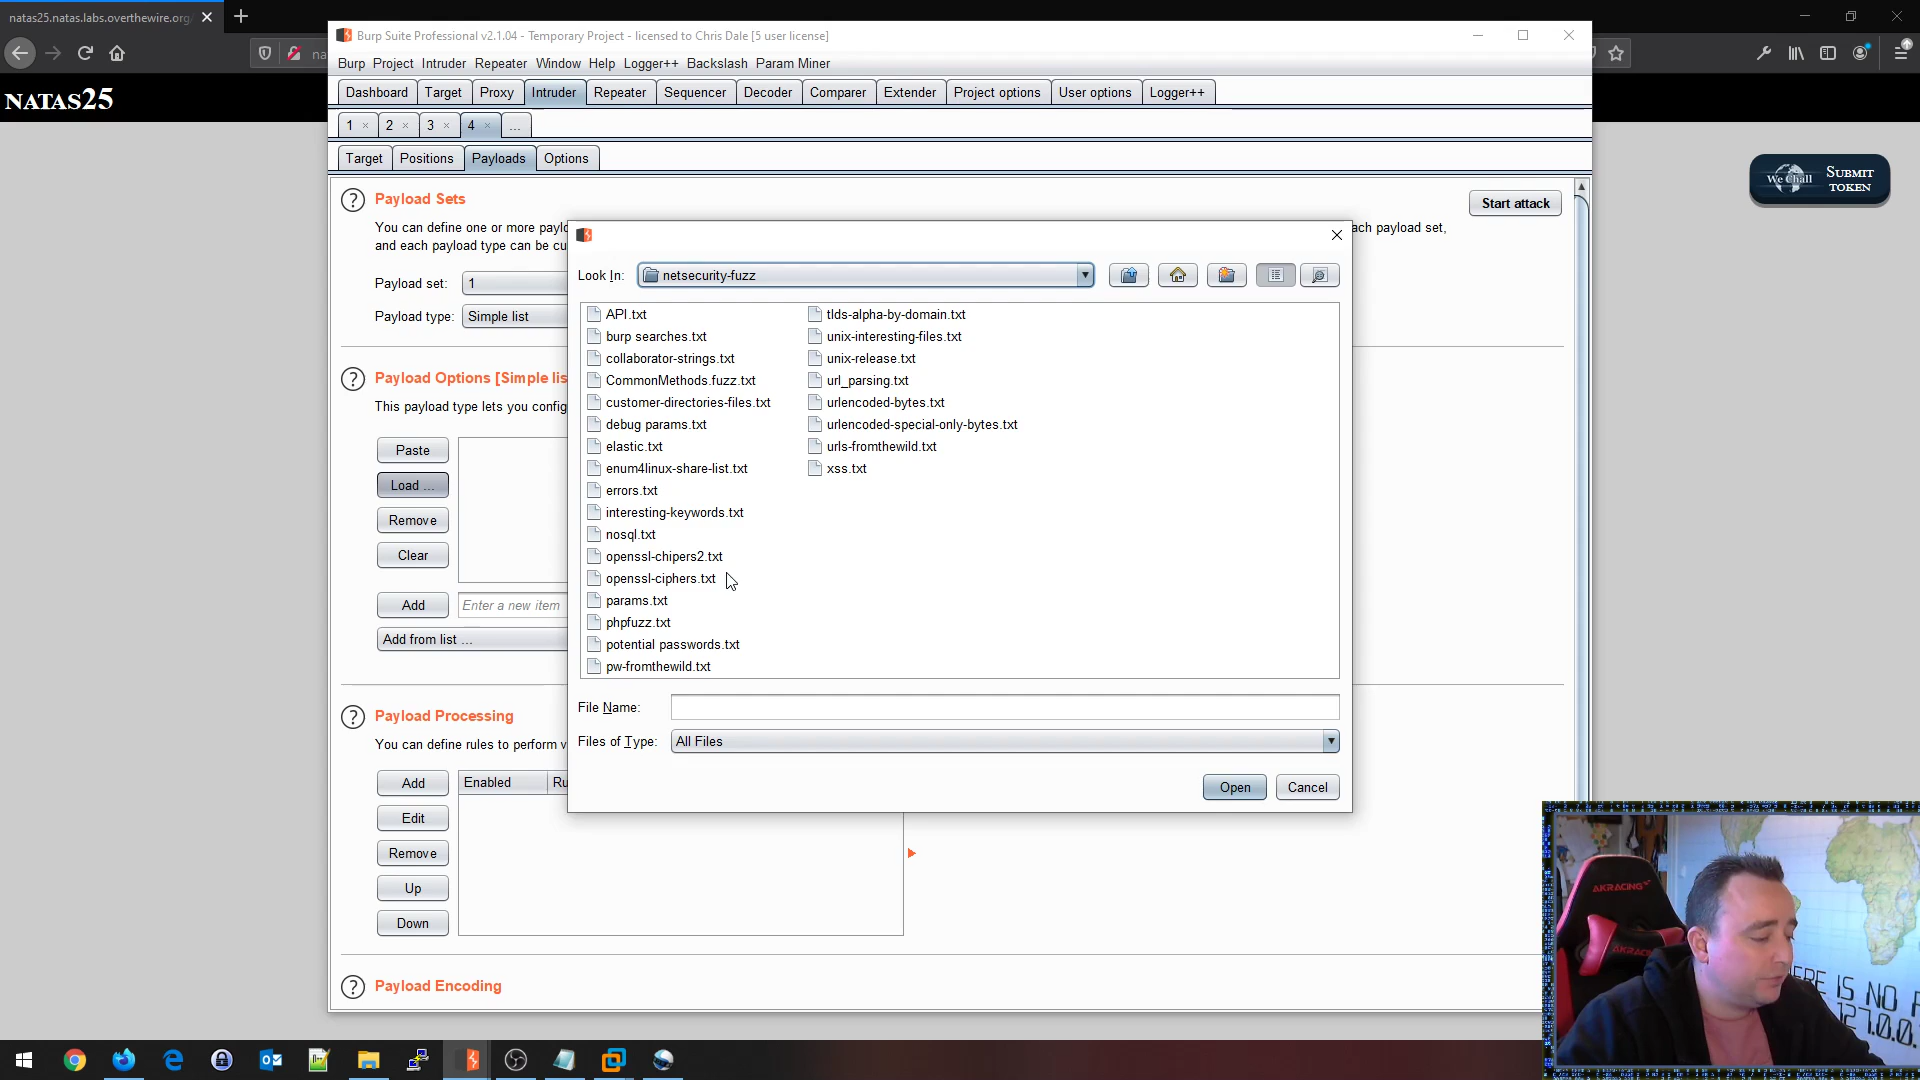 natas25.natas.labs.overthewire.org/
Burp Suite Professional v2.1.04 - Temporary Project - licensed to Chris Dale [5 user license]
Burp Project Intruder Repeater Window Help Logger++ Backslash Param Miner
Dashboard Target Proxy Intruder Repeater Sequencer Decoder Comparer Extender Project options User options Logger++
NATAS25
1 × 2 × 3 × 4 × ...
Target Positions Payloads Options
WeChall SUBMIT TOKEN
? Payload Sets
Start attack
You can define one or more
each payload set,
and each payload type can be
Payload set: 1
Payload type: Simple list
? Payload Options [Simple
This payload type lets you
Paste
Load ...
Remove
Clear
Add Enter a new item
Add from list ...
? Payload Processing
You can define rules to perform
Add Enabled
Edit
Remove
Up
Down
? Payload Encoding
Look In: netsecurity-fuzz
API.txt
burp searches.txt
collaborator-strings.txt
CommonMethods.fuzz.txt
customer-directories-files.txt
debug params.txt
elastic.txt
enum4linux-share-list.txt
errors.txt
interesting-keywords.txt
nosql.txt
openssl-chipers2.txt
openssl-ciphers.txt
params.txt
phpfuzz.txt
potential passwords.txt
pw-fromthewild.txt
tlds-alpha-by-domain.txt
unix-interesting-files.txt
unix-release.txt
url_parsing.txt
urlencoded-bytes.txt
urlencoded-special-only-bytes.txt
urls-fromthewild.txt
xss.txt
File Name:
Files of Type: All Files
Open Cancel
AKRACING
AKRACING
IS NO
127.0.0.